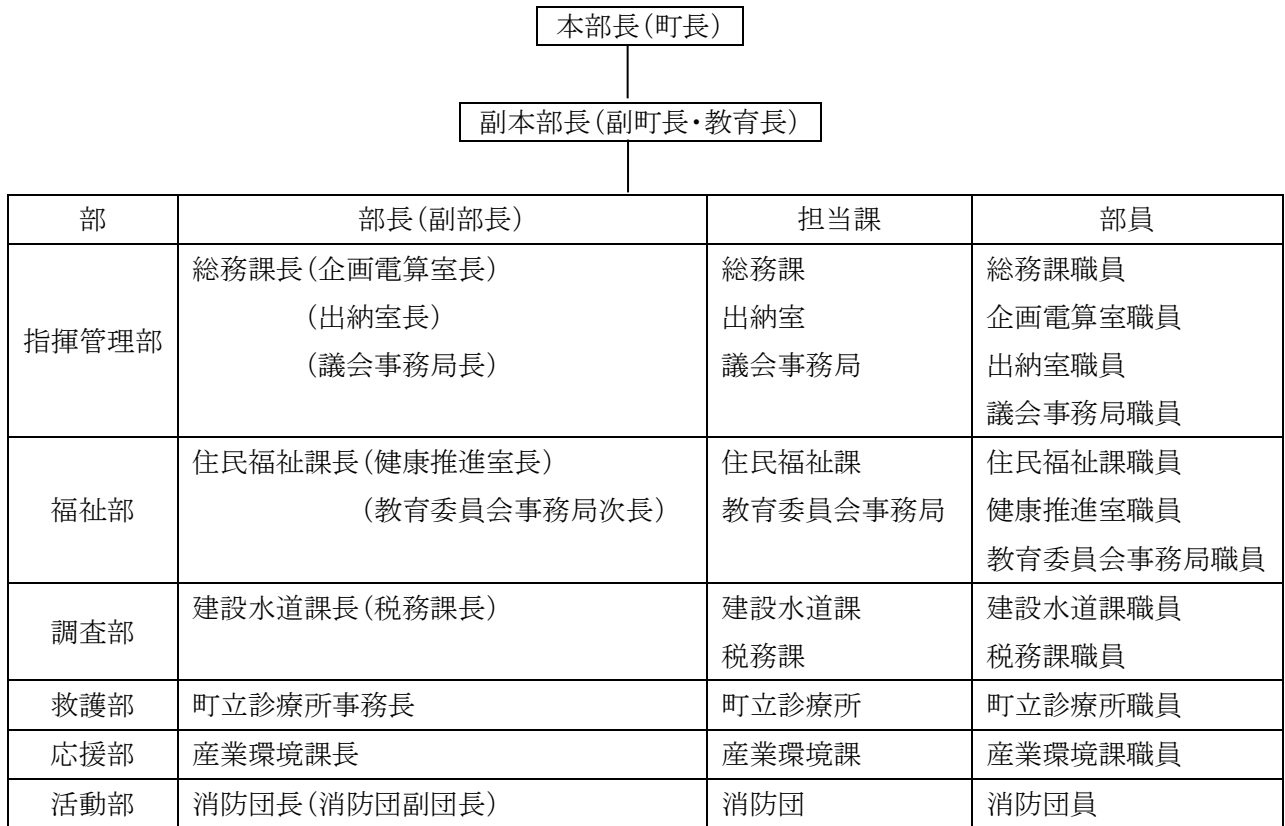 本部長(町長)
副本部長(副町長・教育長)
部 部長(副部長) 担当課 部員
指揮管理部
総務課長(企画電算室長)
(出納室長)
(議会事務局長)
総務課
出納室
議会事務局
総務課職員
企画電算室職員
出納室職員
議会事務局職員
福祉部
住民福祉課長(健康推進室長)
(教育委員会事務局次長)
住民福祉課
教育委員会事務局
住民福祉課職員
健康推進室職員
教育委員会事務局職員
調査部
建設水道課長(税務課長)
建設水道課
税務課
建設水道課職員
税務課職員
救護部 町立診療所事務長 町立診療所 町立診療所職員
応援部 産業環境課長 産業環境課 産業環境課職員
活動部 消防団長(消防団副団長) 消防団 消防団員